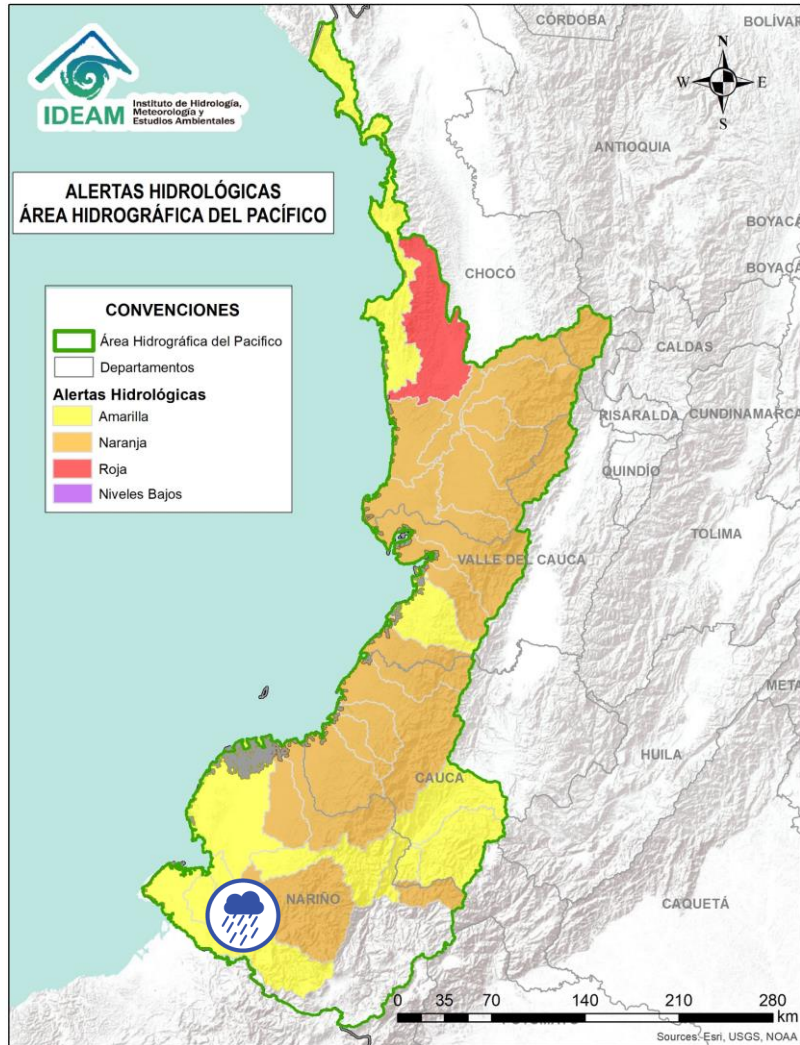 IDEAM
Instituto de Hidrología,
Meteorología y
Estudios Ambientales
ALERTAS HIDROLÓGICAS
ÁREA HIDROGRÁFICA DEL PACÍFICO
CONVENCIONES
Área Hidrográfica del Pacifico
Departamentos
Alertas Hidrológicas
Amarilla
Naranja
Roja
Niveles Bajos
N
W
E
S
CÓRDOBA
BOLÍVAR
ANTIOQUIA
BOYACÁ
BOYACÁ
CHOCÓ
CALDAS
RISARALDA
CUNDINAMARCA
QUINDÍO
TOLIMA
VALLE DEL CAUCA
META
HUILA
CAUCA
CAQUETÁ
NARIÑO
0 35 70 140 210 280
km
Sources: Esri, USGS, NOAA